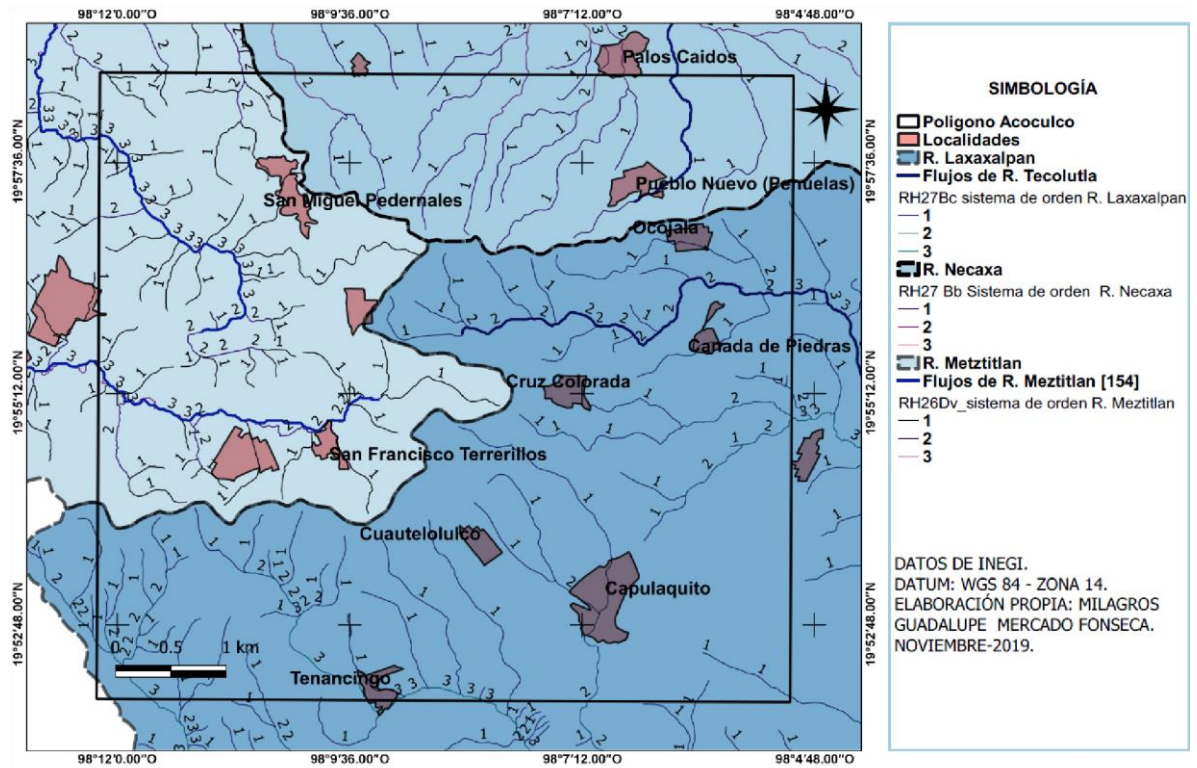 98°12'0.00"O 98°9'36.00"O 98°7'12.00"O 98°4'48.00"O
19°57'36.00"N
19°55'12.00"N
19°52'48.00"N
Palos Caidos
San Miguel Pedernales
Pueblo Nuevo (Peñuelas)
Ocojala
Canada de Piedras
Cruz Colorada
San Francisco Terrerillos
Cuautelolulco
Capulaquito
Tenancingo
0 0.5 1 km
19°57'36.00"N
19°55'12.00"N
19°52'48.00"N
98°12'0.00"O 98°9'36.00"O 98°7'12.00"O 98°4'48.00"O
SIMBOLOGÍA
Poligono Acoculco
Localidades
R. Laxaxalpan
Flujos de R. Tecolutla
RH27Bc sistema de orden R. Laxaxalpan
1
2
3
R. Necaxa
RH27 Bb Sistema de orden R. Necaxa
1
2
3
R. Metztitlan
Flujos de R. Meztitlan [154]
RH26Dv_sistema de orden R. Meztitlan
1
2
3
DATOS DE INEGI.
DATUM: WGS 84 - ZONA 14.
ELABORACIÓN PROPIA: MILAGROS
GUADALUPE MERCADO FONSECA.
NOVIEMBRE-2019.